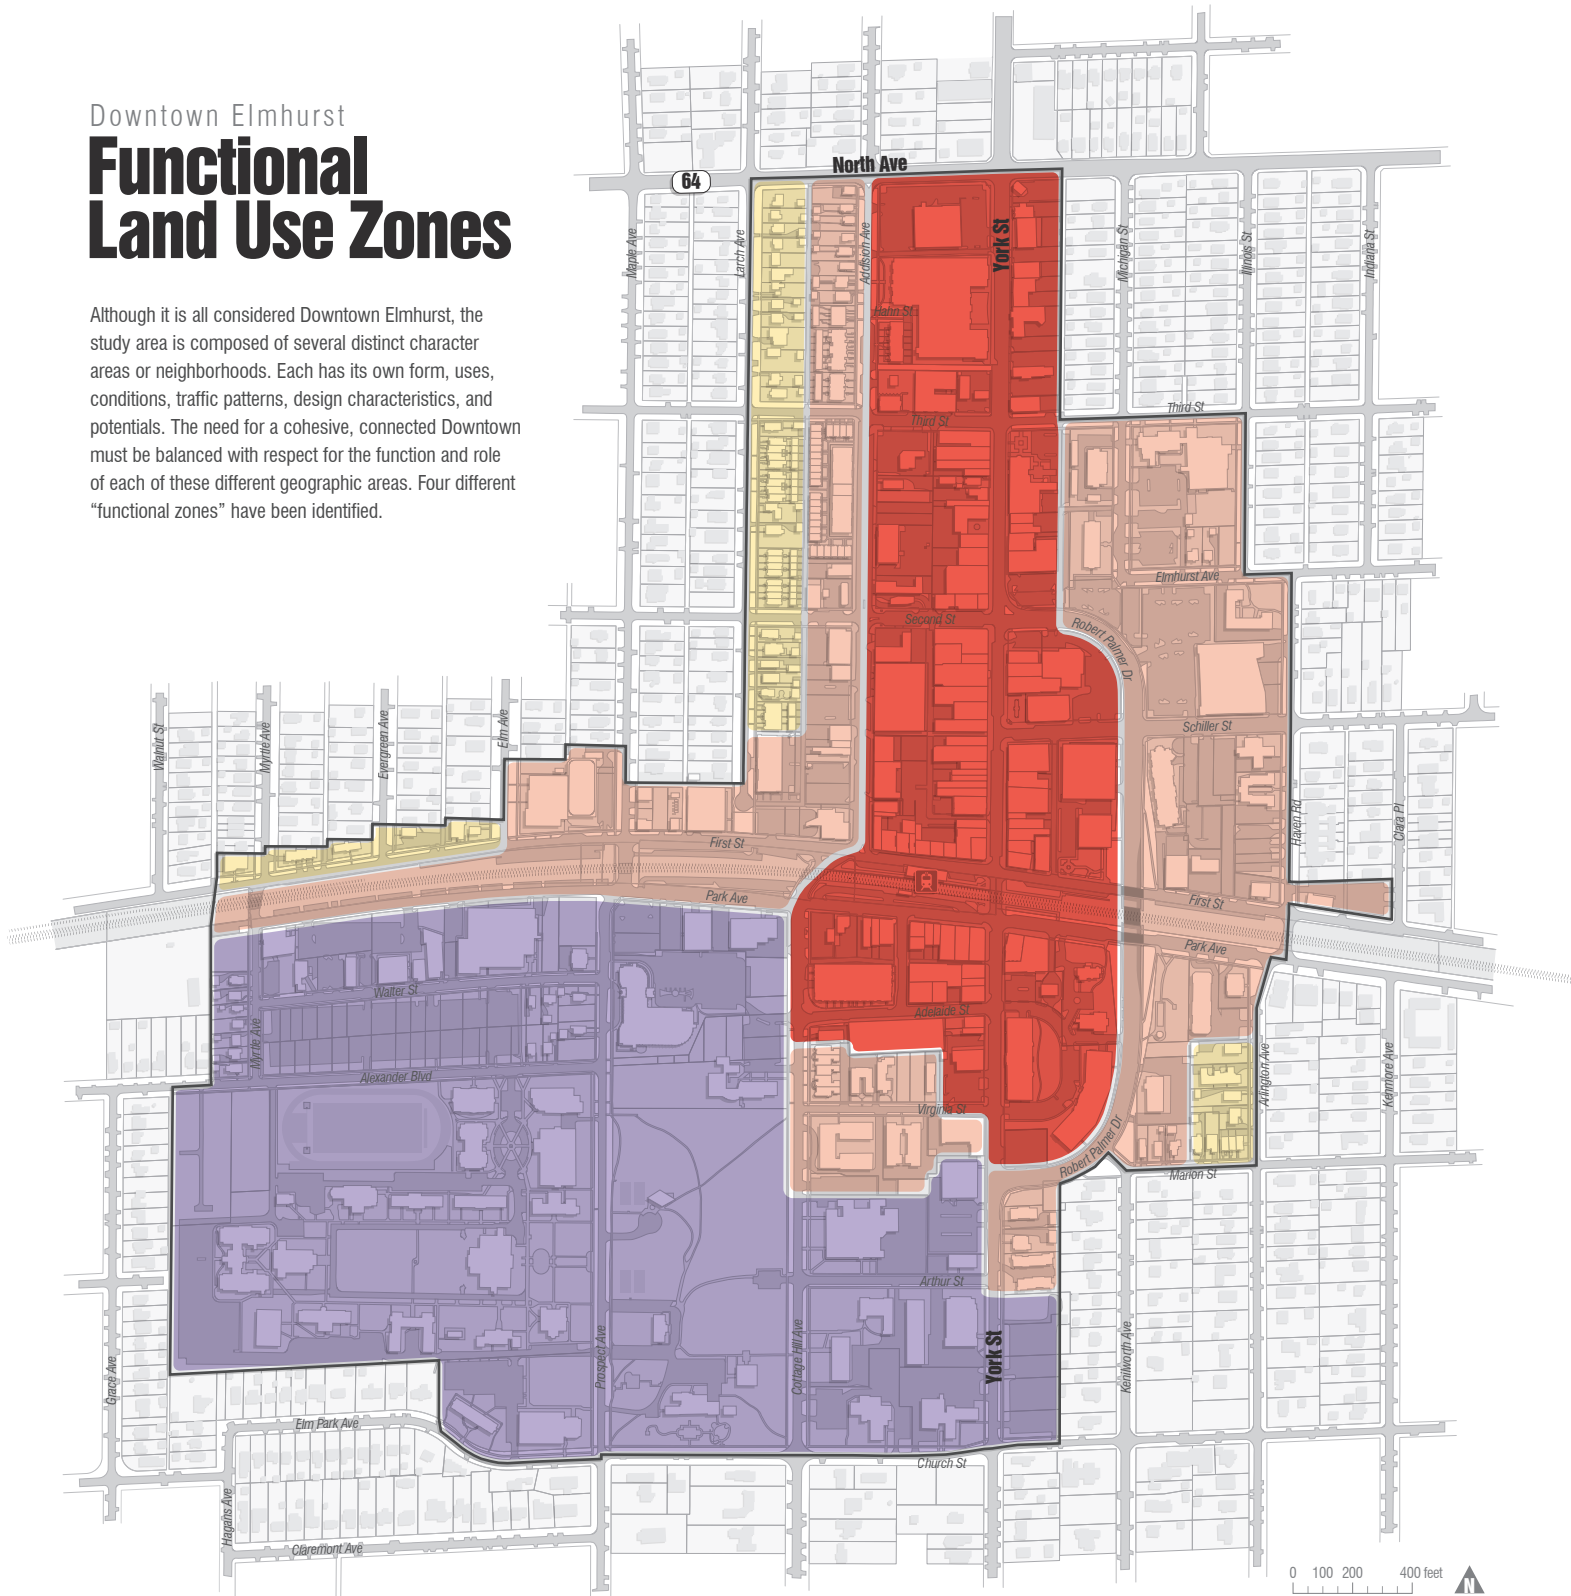 Downtown Elmhurst
Functional
Land Use Zones
Although it is all considered Downtown Elmhurst, the
study area is composed of several distinct character
areas or neighborhoods. Each has its own form, uses,
conditions, traffic patterns, design characteristics, and
potentials. The need for a cohesive, connected Downtown
must be balanced with respect for the function and role
of each of these different geographic areas. Four different
“functional zones” have been identified.
North Ave
64
York St
Maple Ave
Larch Ave
Addision Ave
Michigan St
Illinois St
Indiana St
Hahn St
Third St
Third St
Elmhurst Ave
Second St
Robert Palmer Dr
Schiller St
Walnut St
Myrtle Ave
Evergreen Ave
Elm Ave
Haven Rd
Clara Pl
First St
Park Ave
First St
Park Ave
Walter St
Adelaide St
Myrtle Ave
Arlington Ave
Kenmore Ave
Alexander Blvd
Virginia St
Robert Palmer Dr
Marion St
Arthur St
York St
Grace Ave
Prospect Ave
Cottage Hill Ave
Kenilworth Ave
Elm Park Ave
Church St
Hagans Ave
Claremont Ave
0 100 200 400 feet
N